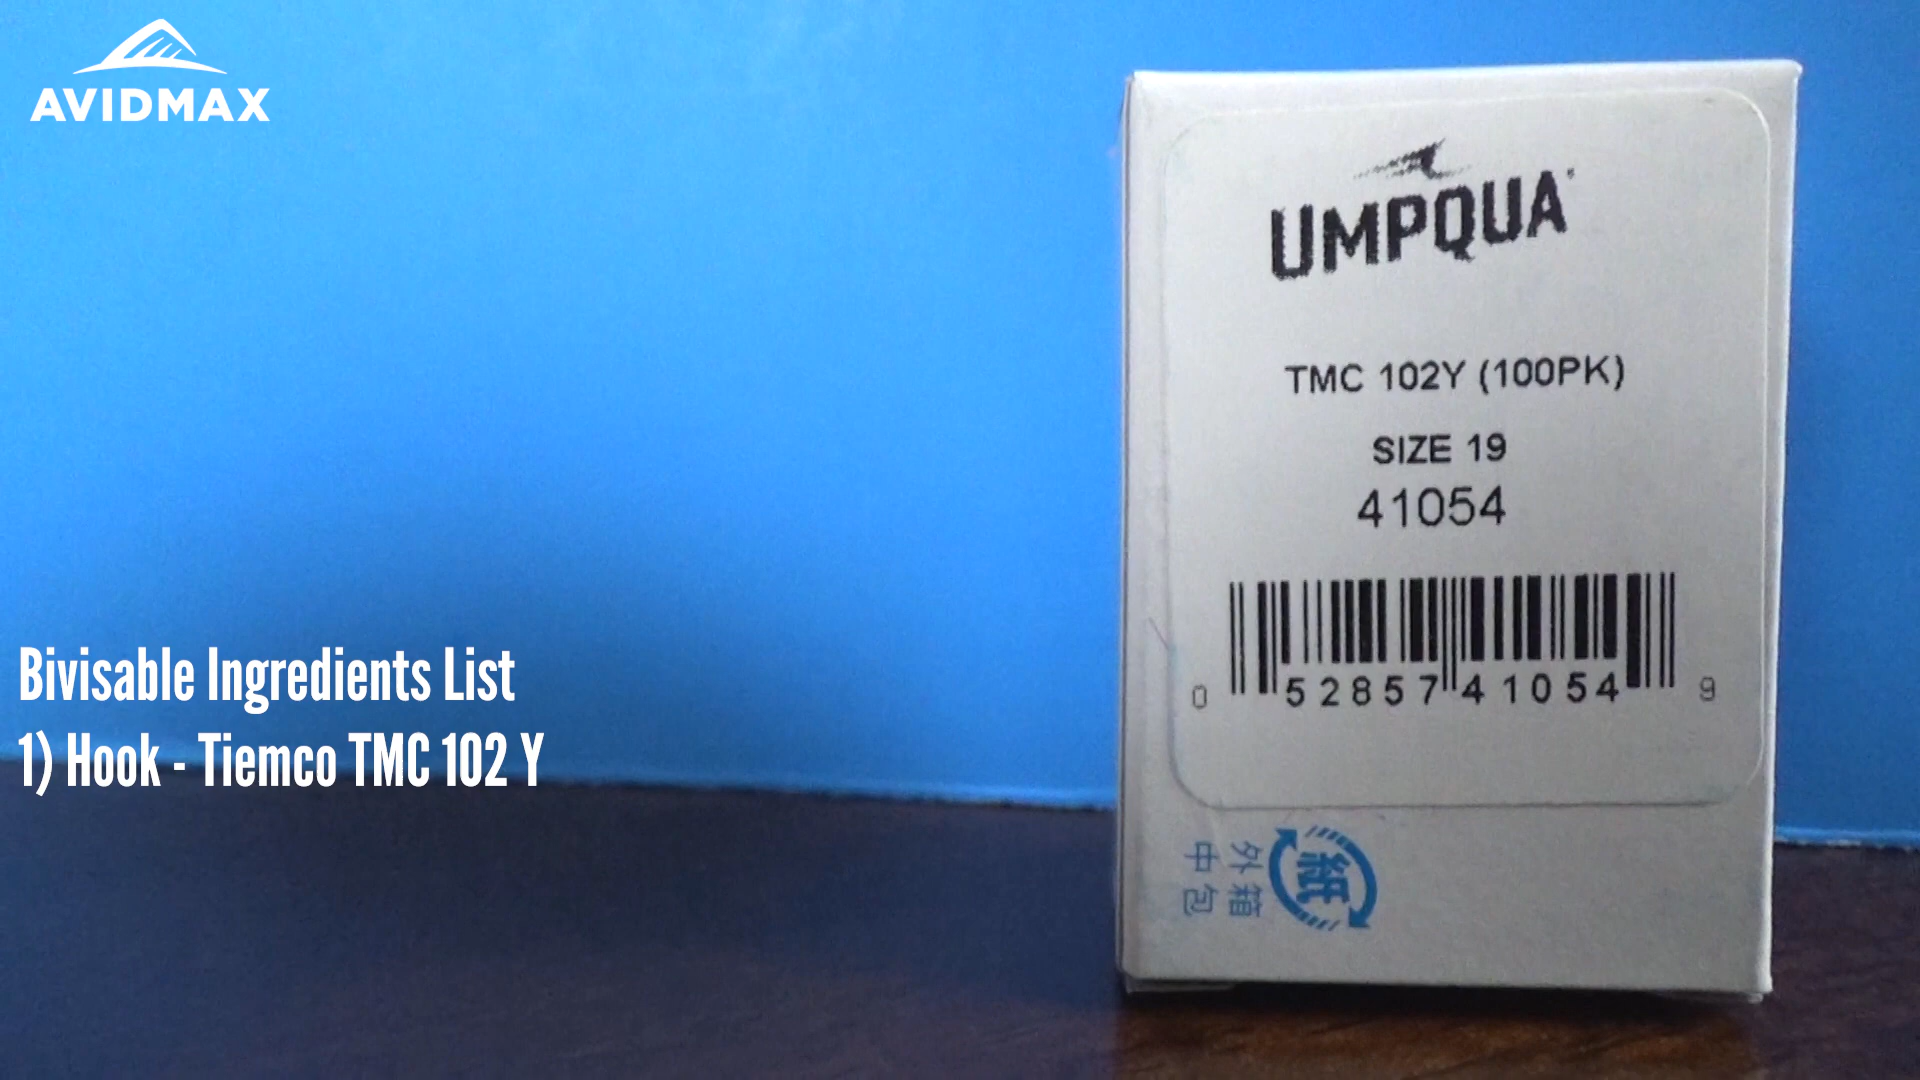 AVIDMAX
UMPQUA
TMC 102Y (100PK)
SIZE 19
41054
0 52857 41054 9
Bivisable Ingredients List
1) Hook - Tiemco TMC 102 Y
紙
外箱
中包